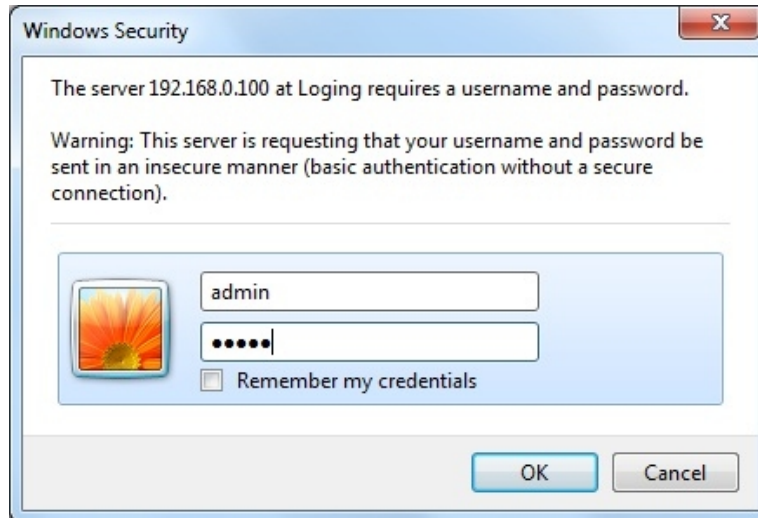 Windows Security
The server 192.168.0.100 at Loging requires a username and password.
Warning: This server is requesting that your username and password be
sent in an insecure manner (basic authentication without a secure
connection).
admin
●●●●●
Remember my credentials
OK
Cancel